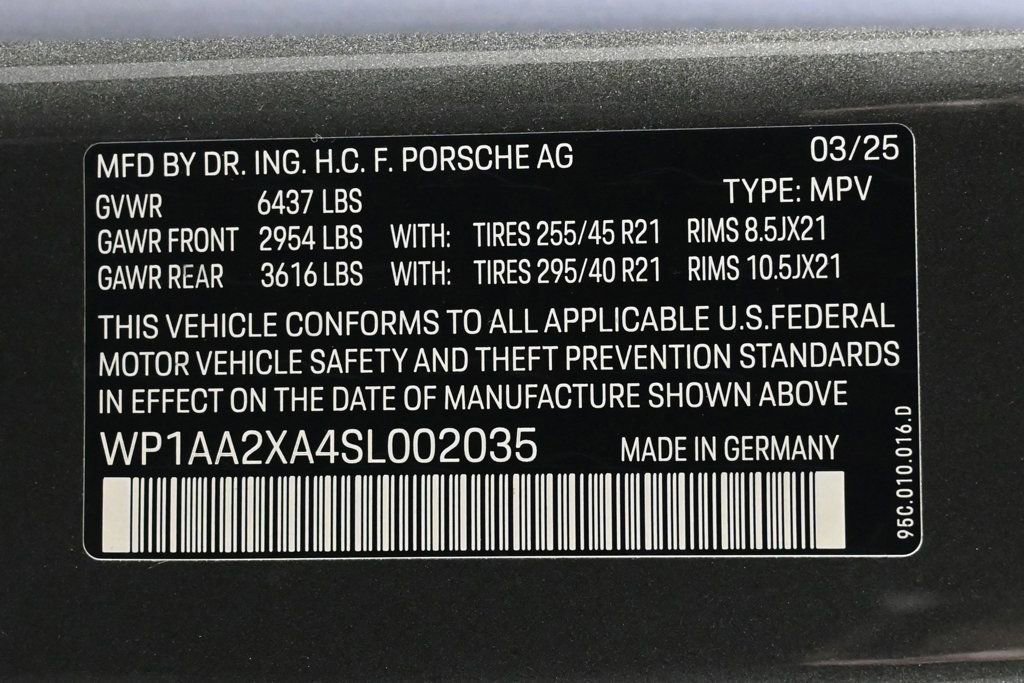 MFD BY DR. ING. H.C. F. PORSCHE AG 03/25
GVWR 6437 LBS TYPE: MPV
GAWR FRONT 2954 LBS WITH: TIRES 255/45 R21 RIMS 8.5JX21
GAWR REAR 3616 LBS WITH: TIRES 295/40 R21 RIMS 10.5JX21
THIS VEHICLE CONFORMS TO ALL APPLICABLE U.S.FEDERAL
MOTOR VEHICLE SAFETY AND THEFT PREVENTION STANDARDS
IN EFFECT ON THE DATE OF MANUFACTURE SHOWN ABOVE
WP1AA2XA4SL002035 MADE IN GERMANY
95C.010.016.D